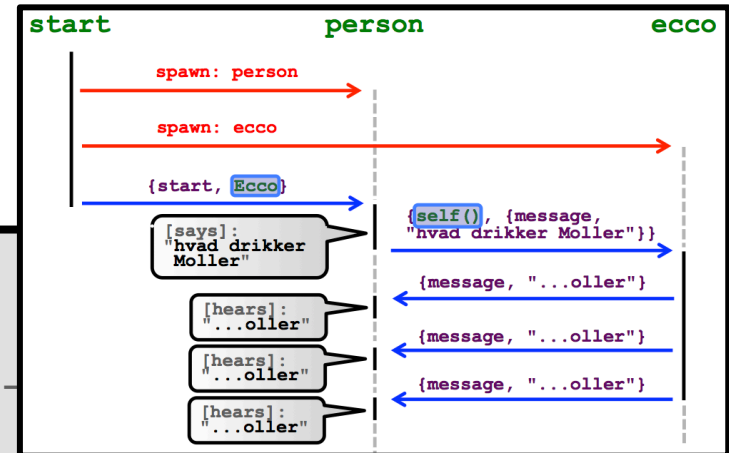 start person ecco
spawn: person
spawn: ecco
{start, Ecco}
{self(), {message,
"hvad drikker Moller"}}
[says]:
"hvad drikker
Moller"
{message, "...oller"}
[hears]:
"...oller"
{message, "...oller"}
[hears]:
"...oller"
{message, "...oller"}
[hears]:
"...oller"